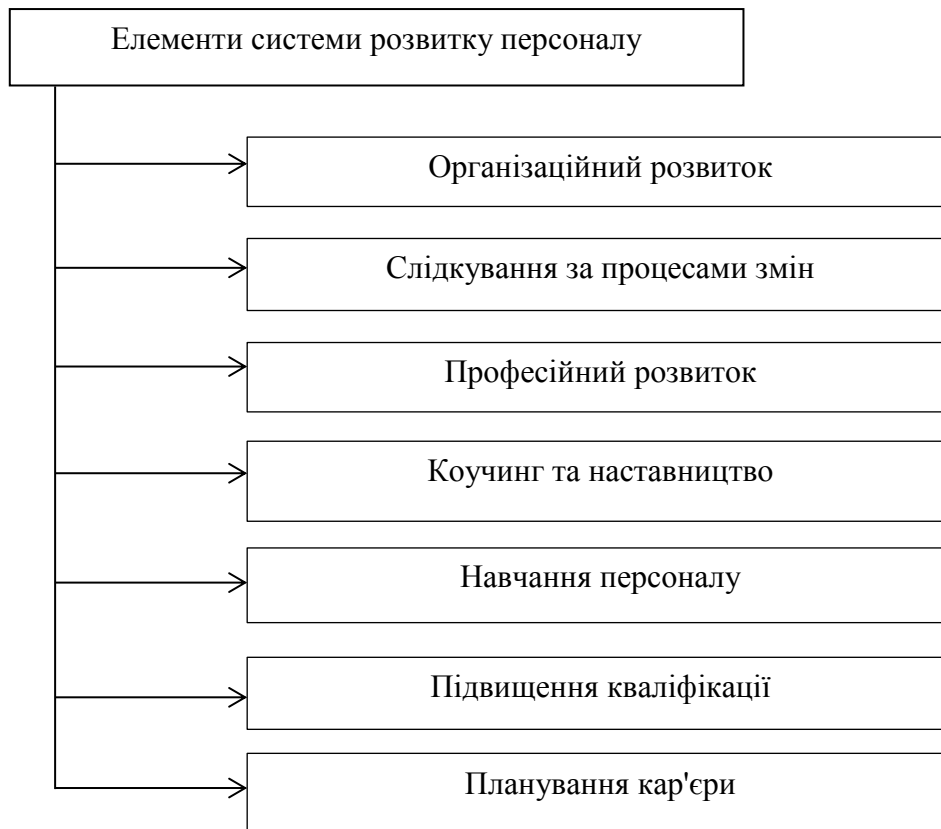 Елементи системи розвитку персоналу
Організаційний розвиток
Слідкування за процесами змін
Професійний розвиток
Коучинг та наставництво
Навчання персоналу
Підвищення кваліфікації
Планування кар'єри